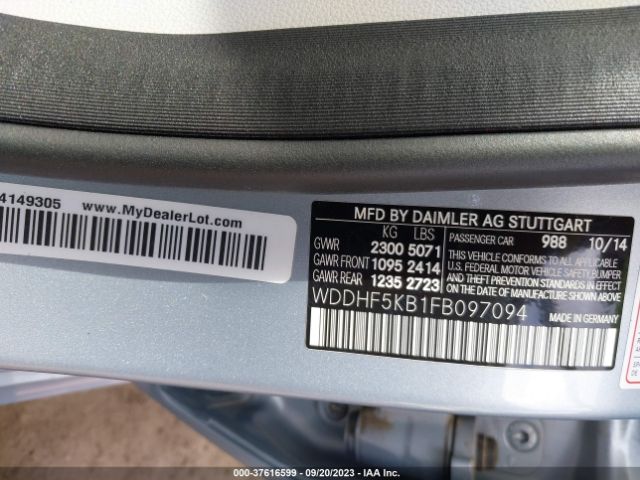 4149305
www.MyDealerLot.com
MFD BY DAIMLER AG STUTTGART
KG LBS
GVWR 2300 5071
GAWR FRONT 1095 2414
GAWR REAR 1235 2723
PASSENGER CAR 988 10/14
THIS VEHICLE CONFORMS TO ALL APPLICABLE
U.S. FEDERAL MOTOR VEHICLE SAFETY, BUMPER
AND THEFT PREVENTION STANDARDS IN
EFFECT ON THE DATE OF MANUFACTURE
SHOWN ABOVE.
WDDHF5KB1FB097094
MADE IN GERMANY
000-37616599 - 09/20/2023 - IAA Inc.